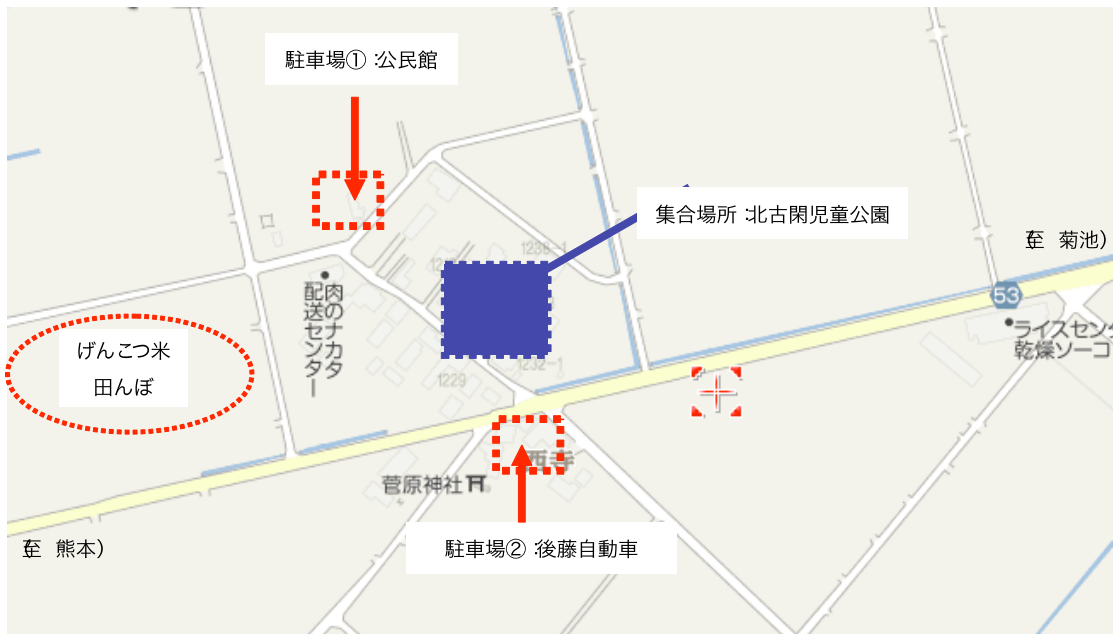 駐車場①:公民館
集合場所:北古閑児童公園
至 菊池)
1238-1
53
肉のナカタ
配送センター
ライスセンタ
乾燥ソーコ
げんこつ米
田んぼ
1232-1
1229
西寺
菅原神社
至 熊本)
駐車場②:後藤自動車